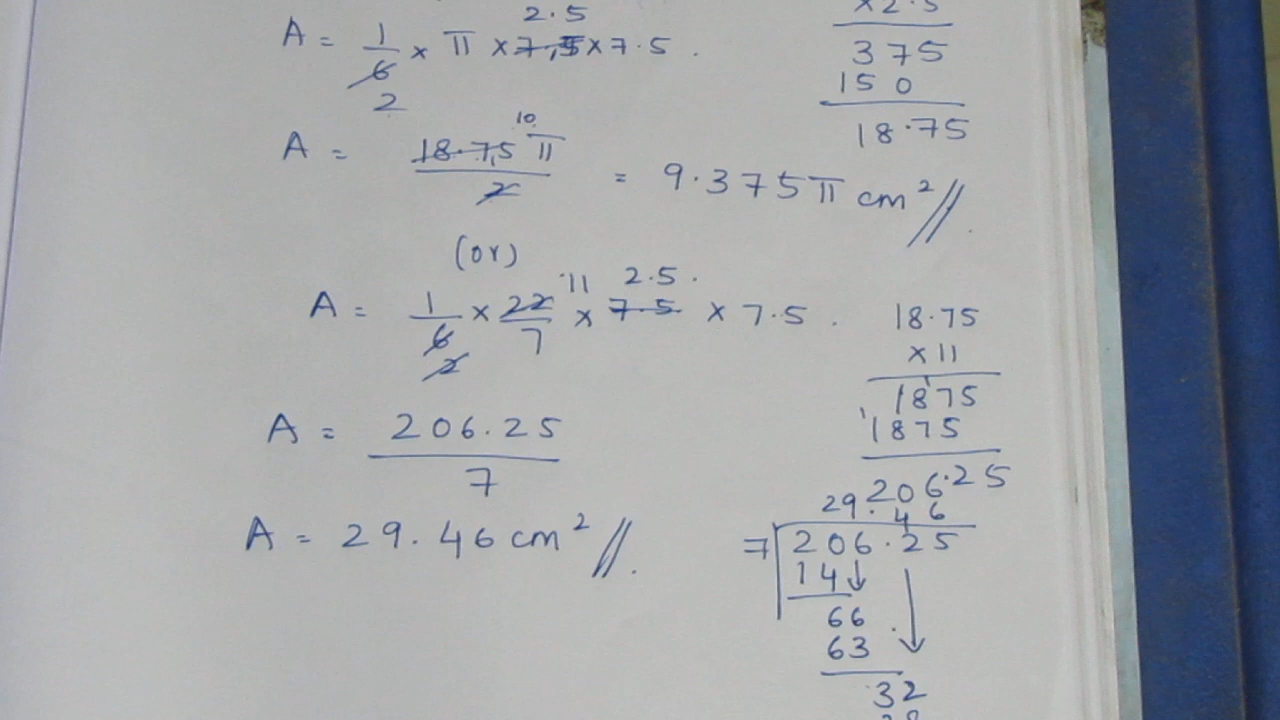 A = 1/6 × π × 7.5 × 7.5 .
2.5
2
A = 18.75 π / 2 = 9.375 π cm² //.
10
(or)
A = 1/6 × 22/7 × 7.5 × 7.5 .
11 2.5 .
2
A = 206.25 / 7
A = 29.46 cm² //.
×2.5
375
150
18.75
18.75
×11
1875
1875
206.25
29.46
7 206.25
14
66
63
32